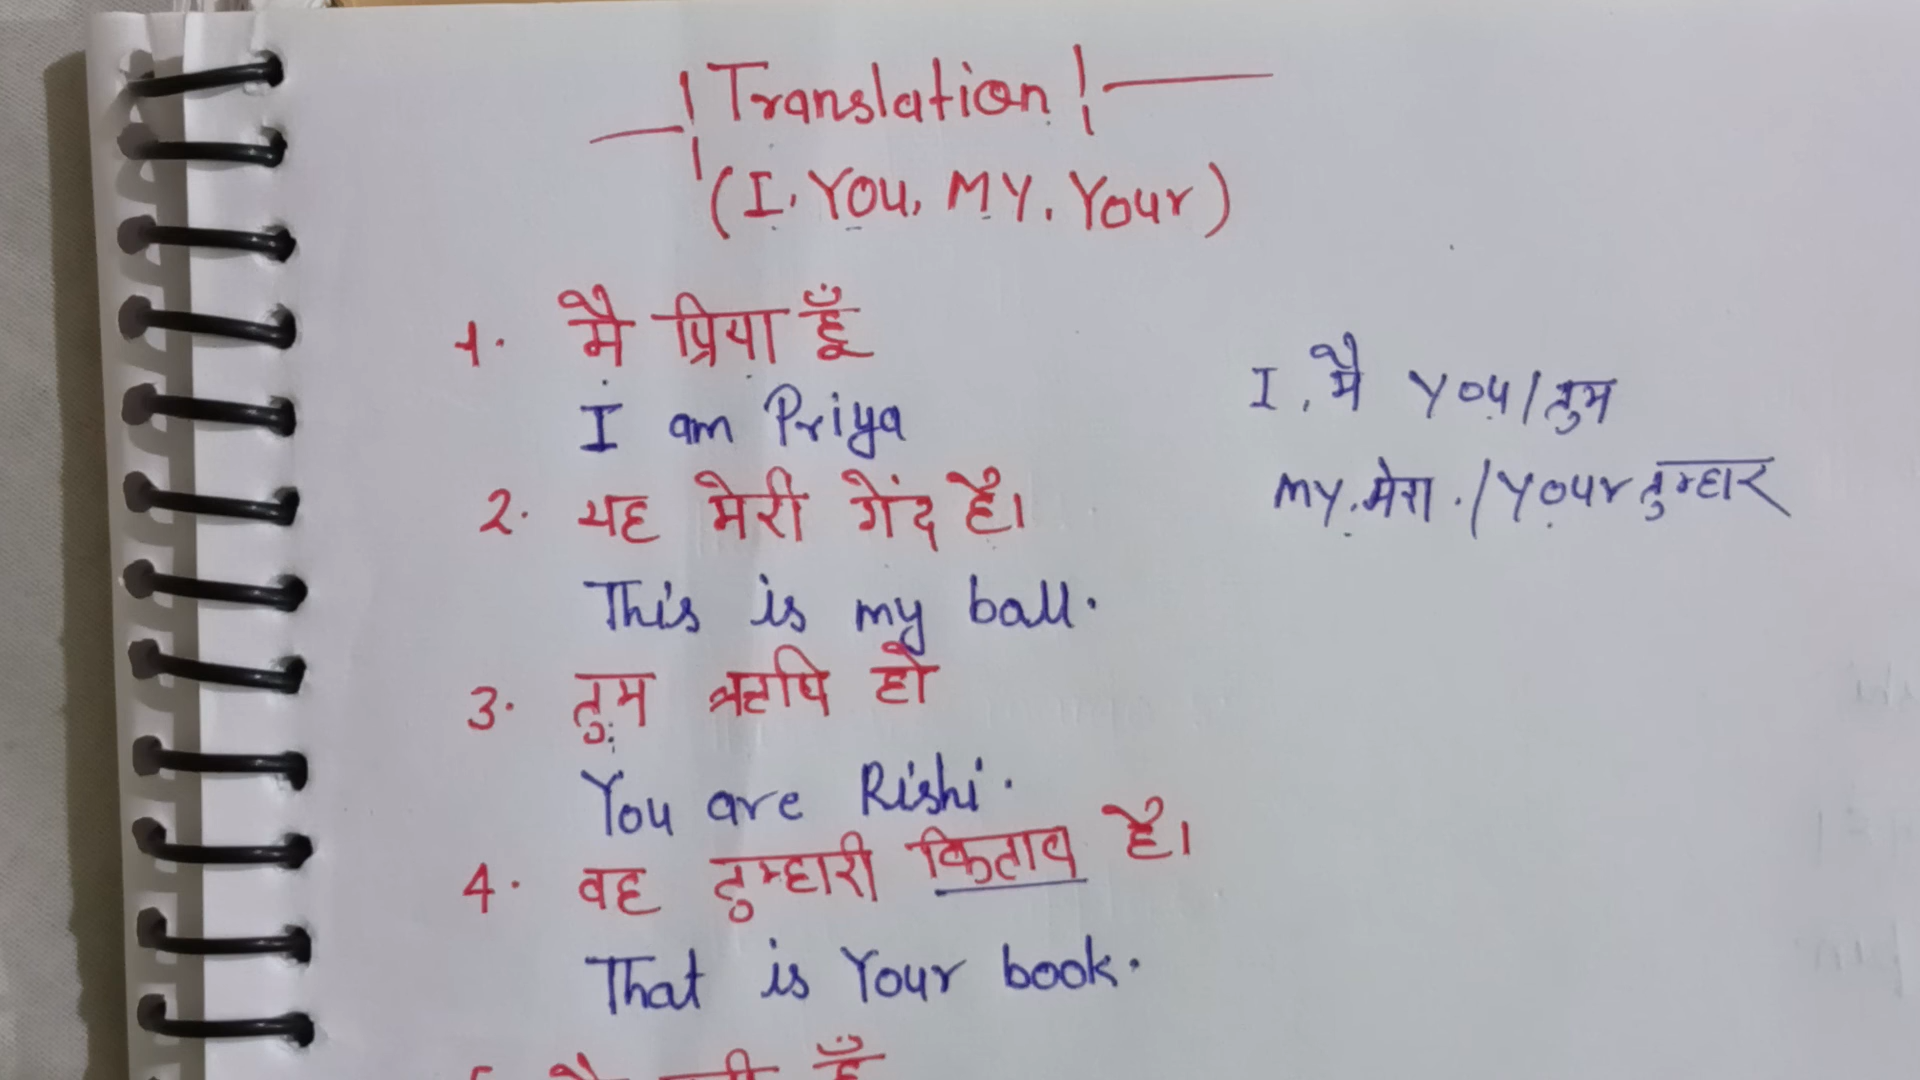 Translation
(I, YOU, MY, Your)
1. मै प्रिया हूँ
I am Priya
I, मै You / तुम
2. यह मेरी गेंद है।
my. मेरा. / Your तुम्हार
This is my ball.
3. तुम ऋषि हो
You are Rishi.
4. वह तुम्हारी किताब है।
That is Your book.